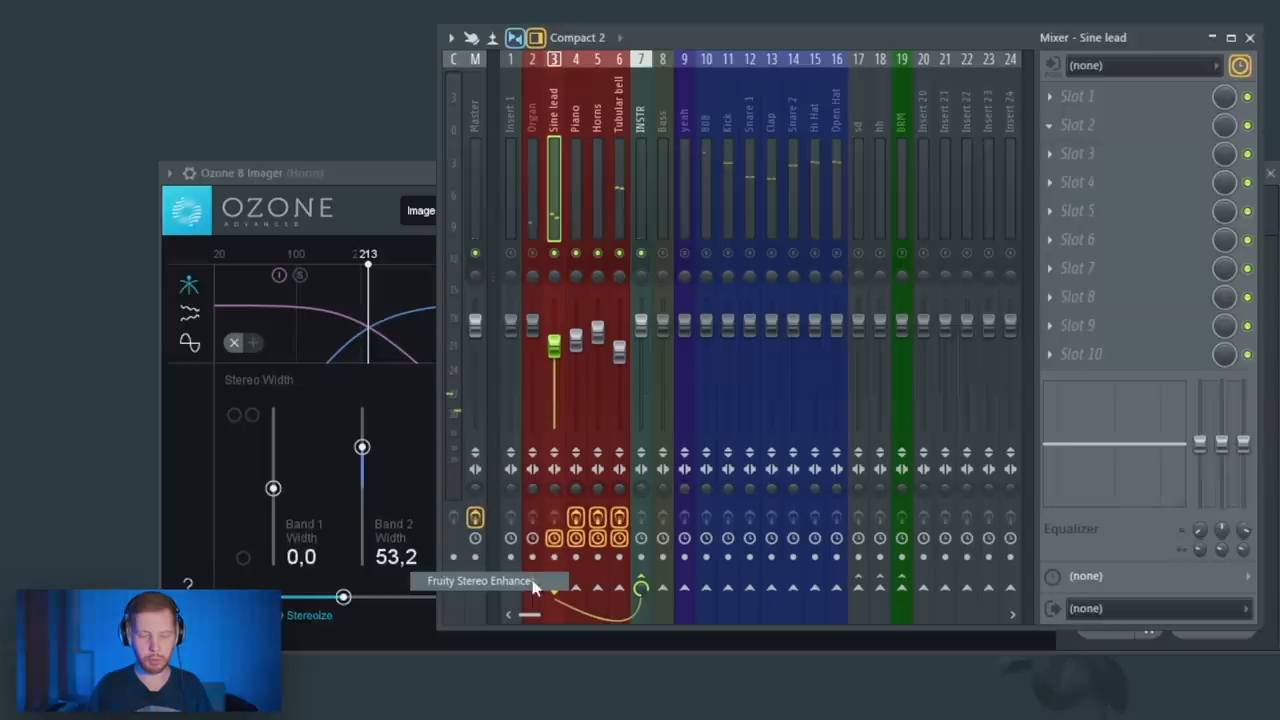 Compact 2
Mixer - Sine lead
C M 1 2 3 4 5 6 7 8 9 10 11 12 13 14 15 16 17 18 19 20 21 22 23 24
Master
Insert 1
Organ
Sine lead
Piano
Horns
Tubular bell
INSTR
Bass
yeah
808
Kick
Snare 1
Clap
Snare 2
Hi Hat
Open Hat
sd
hh
DRM
Insert 20
Insert 21
Insert 22
Insert 23
Insert 24
(none)
Slot 1
Slot 2
Slot 3
Slot 4
Slot 5
Slot 6
Slot 7
Slot 8
Slot 9
Slot 10
Equalizer
(none)
(none)
Ozone 8 Imager (Horns)
OZONE
ADVANCED
Image
20 100 213
I S
Stereo Width
Band 1
Width
0,0
Band 2
Width
53,2
Fruity Stereo Enhancer
?
Stereoize